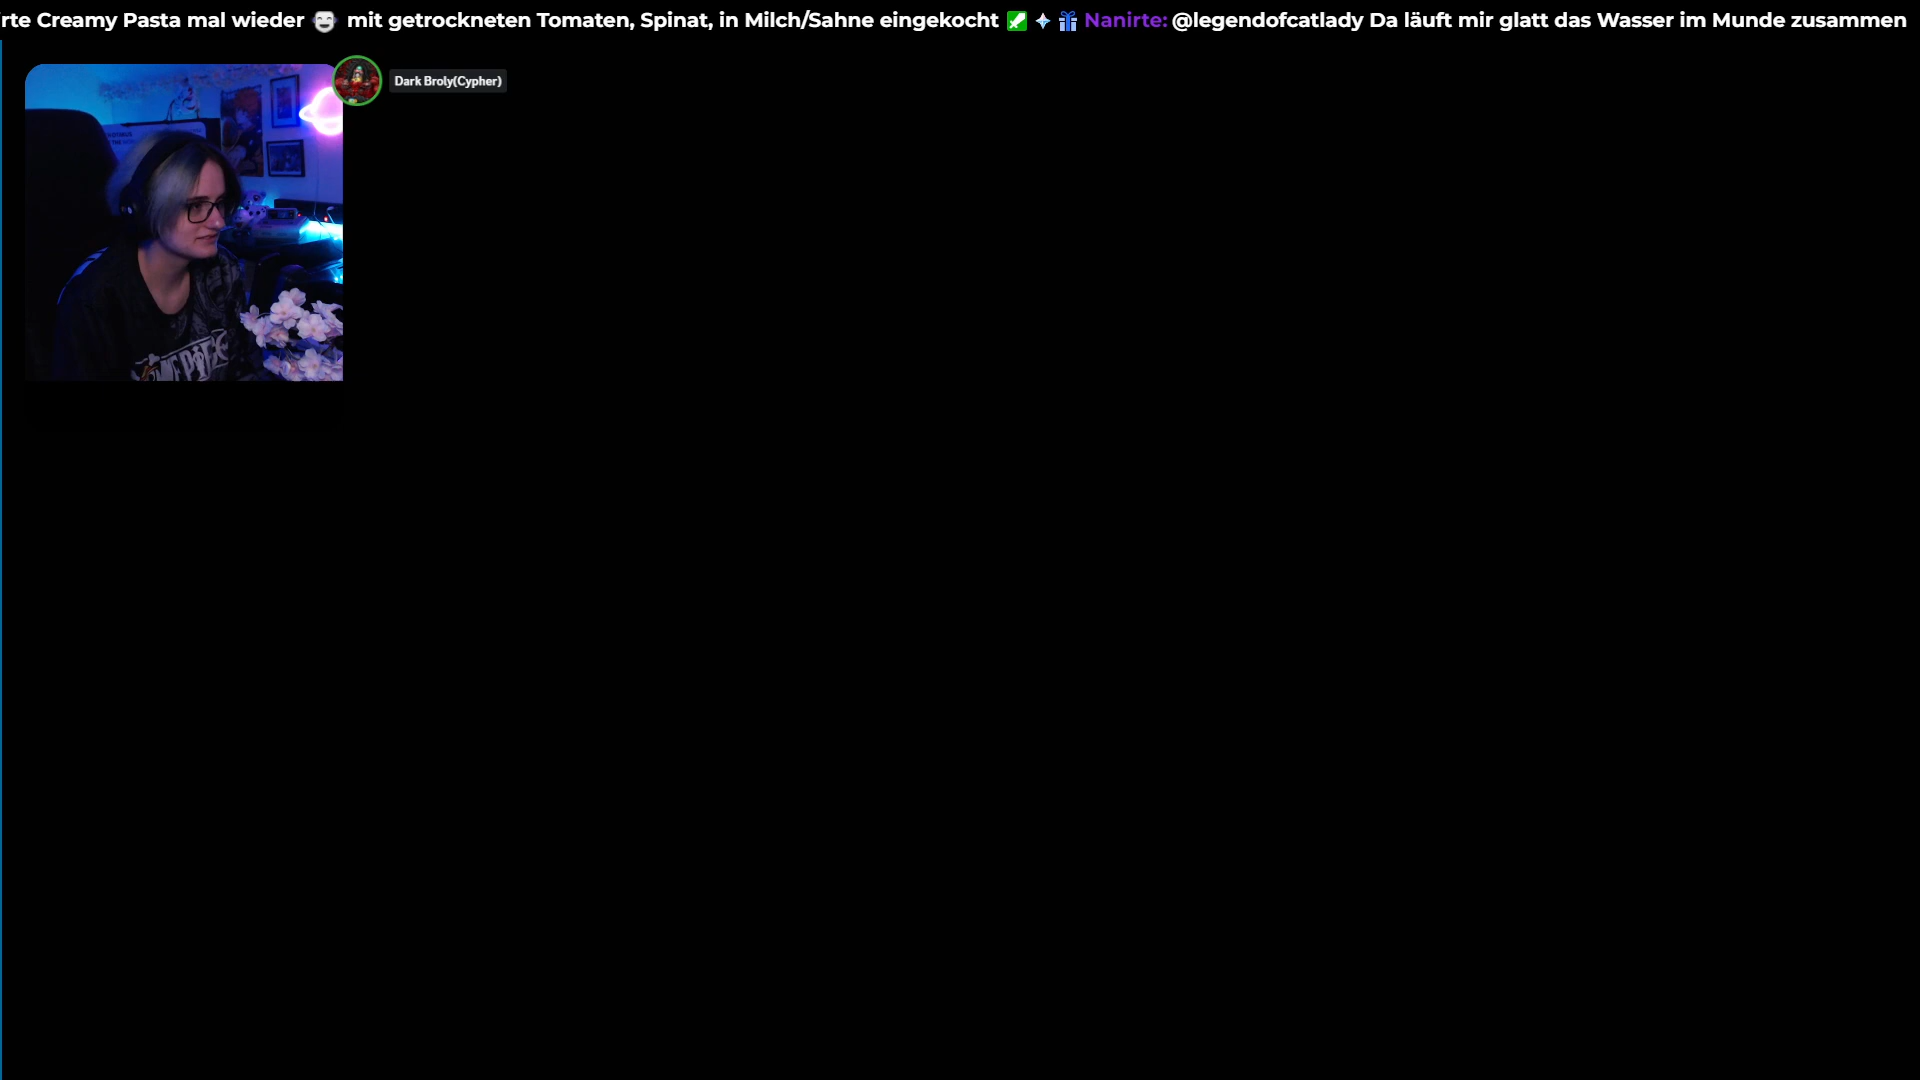 rte Creamy Pasta mal wieder mit getrockneten Tomaten, Spinat, in Milch/Sahne eingekocht Nanirte: @legendofcatlady Da läuft mir glatt das Wasser im Munde zusammen
Dark Broly(Cypher)